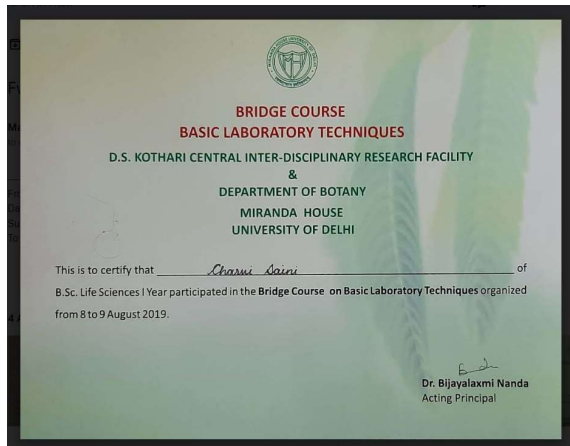 BRIDGE COURSE
BASIC LABORATORY TECHNIQUES
D.S. KOTHARI CENTRAL INTER-DISCIPLINARY RESEARCH FACILITY
&
DEPARTMENT OF BOTANY
MIRANDA HOUSE
UNIVERSITY OF DELHI
This is to certify that Charni Saini of
B.Sc. Life Sciences I Year participated in the Bridge Course on Basic Laboratory Techniques organized
from 8 to 9 August 2019.
Dr. Bijayalaxmi Nanda
Acting Principal